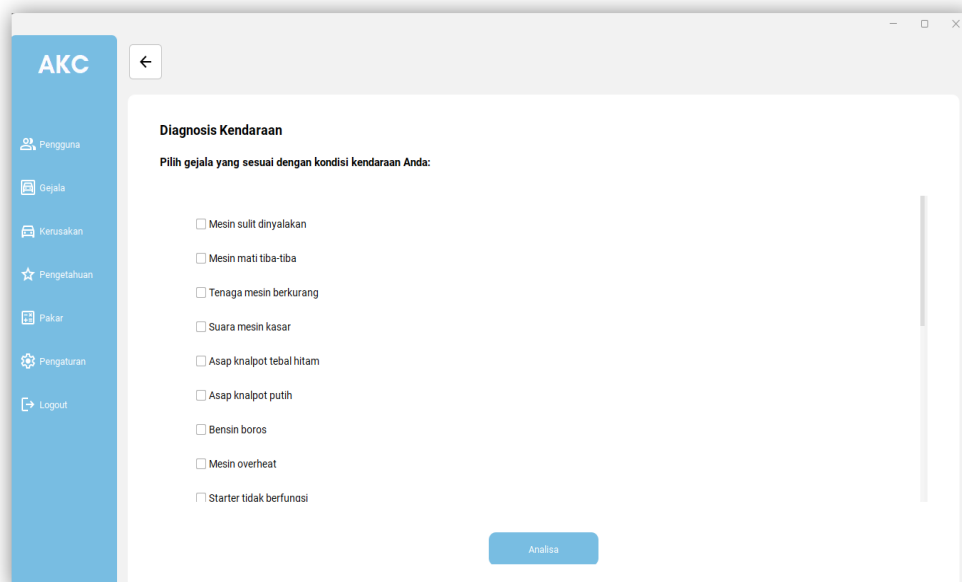 AKC
Pengguna
Gejala
Kerusakan
Pengetahuan
Pakar
Pengaturan
Logout
Diagnosis Kendaraan
Pilih gejala yang sesuai dengan kondisi kendaraan Anda:
Mesin sulit dinyalakan
Mesin mati tiba-tiba
Tenaga mesin berkurang
Suara mesin kasar
Asap knalpot tebal hitam
Asap knalpot putih
Bensin boros
Mesin overheat
Starter tidak berfungsi
Analisa